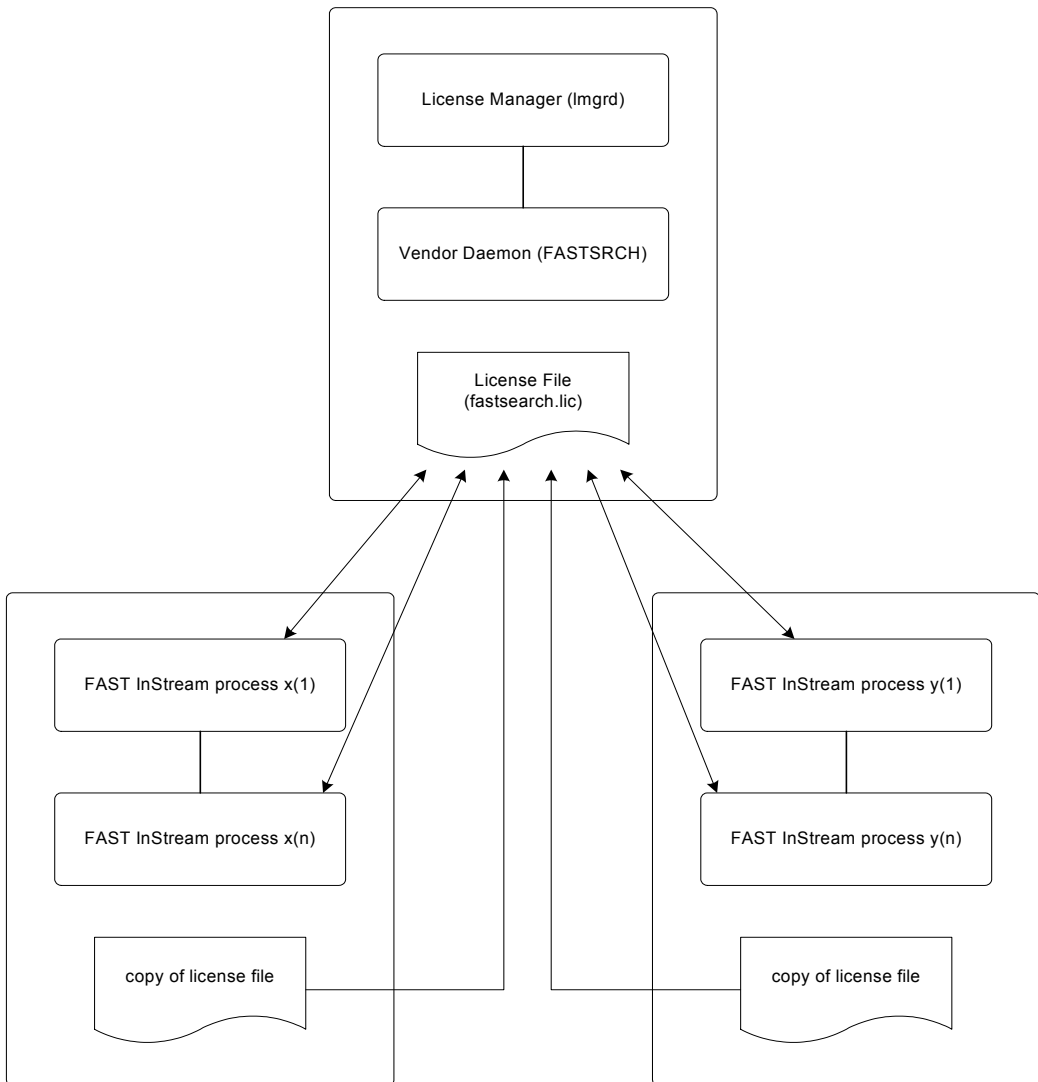 License Manager (lmgrd)
Vendor Daemon (FASTSRCH)
License File
(fastsearch.lic)
FAST InStream process x(1)
FAST InStream process x(n)
copy of license file
FAST InStream process y(1)
FAST InStream process y(n)
copy of license file